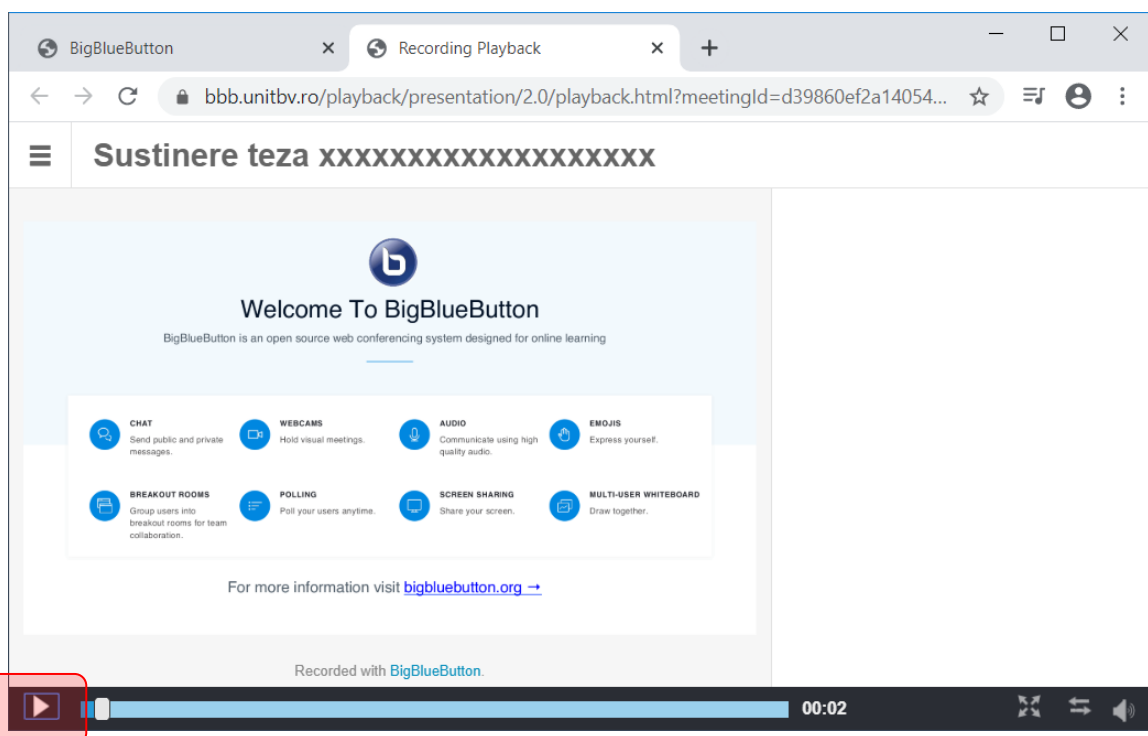 BigBlueButton
Recording Playback
bbb.unitbv.ro/playback/presentation/2.0/playback.html?meetingId=d39860ef2a14054...
Sustinere teza xxxxxxxxxxxxxxxxxxx
Welcome To BigBlueButton
BigBlueButton is an open source web conferencing system designed for online learning
CHAT
Send public and private
messages.
WEBCAMS
Hold visual meetings.
AUDIO
Communicate using high
quality audio.
EMOJIS
Express yourself.
BREAKOUT ROOMS
Group users into
breakout rooms for team
collaboration.
POLLING
Poll your users anytime.
SCREEN SHARING
Share your screen.
MULTI-USER WHITEBOARD
Draw together.
For more information visit bigbluebutton.org →
Recorded with BigBlueButton.
00:02